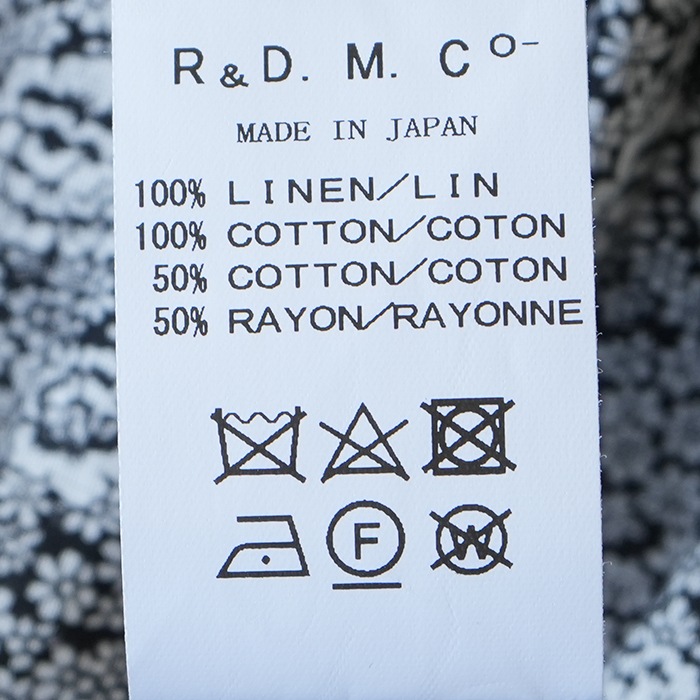 R&D. M. Co-
MADE IN JAPAN
100% LINEN/LIN
100% COTTON/COTON
50% COTTON/COTON
50% RAYON/RAYONNE
F
W